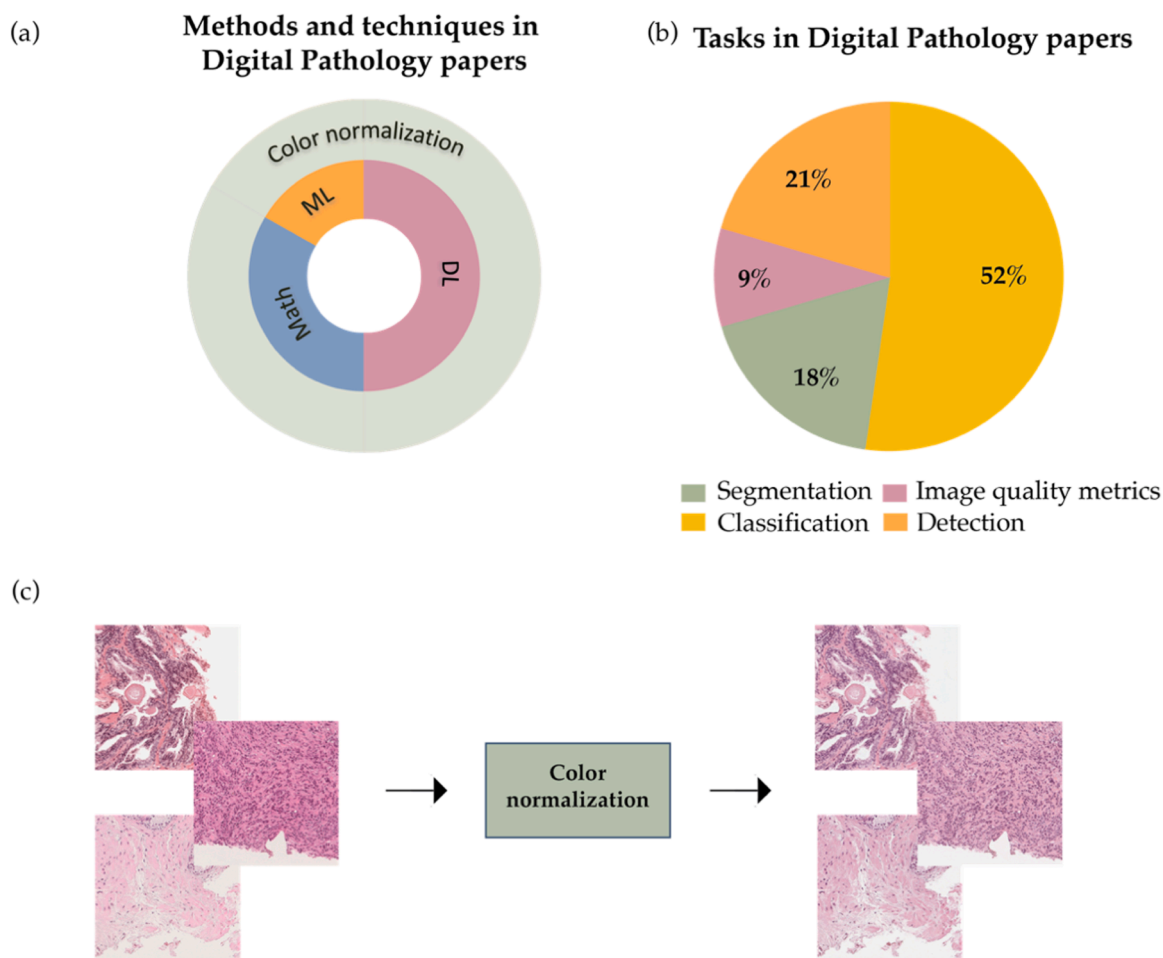 (a)
Methods and techniques in
Digital Pathology papers
Color normalization
ML
DL
Math
(b)
Tasks in Digital Pathology papers
21%
52%
9%
18%
Segmentation
Image quality metrics
Classification
Detection
(c)
Color
normalization